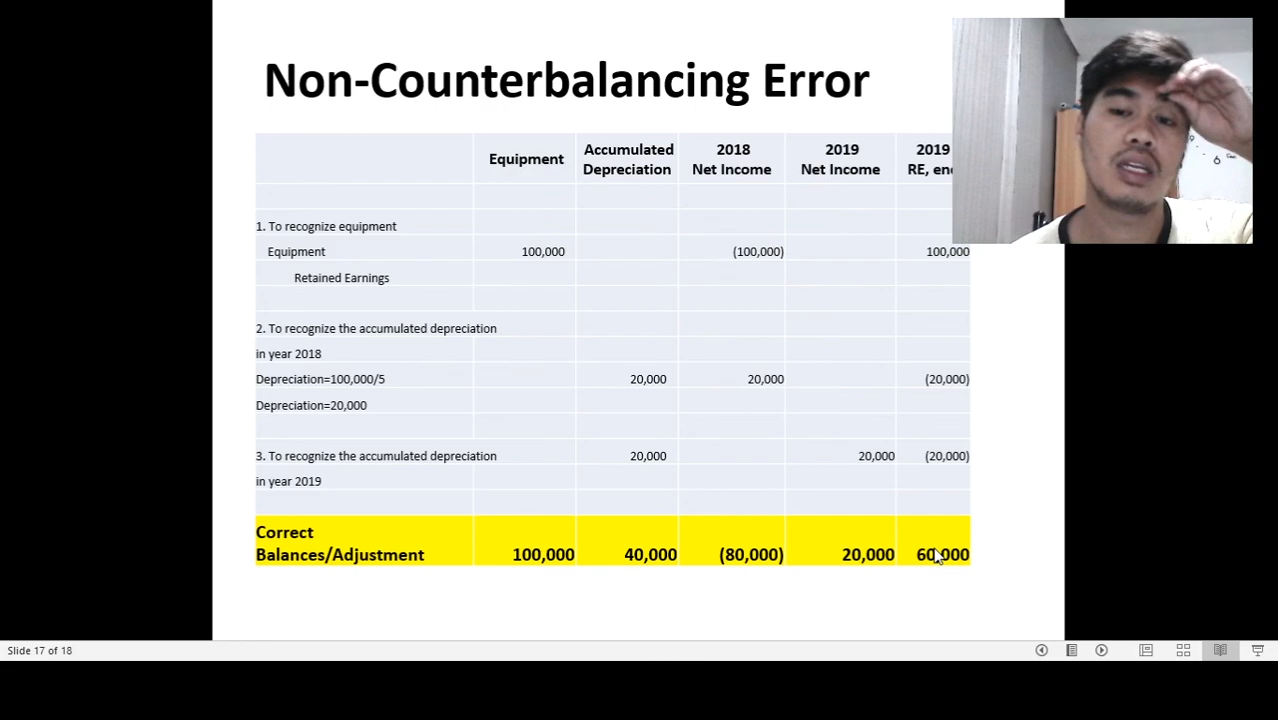 Non-Counterbalancing Error
Equipment Accumulated Depreciation 2018 Net Income 2019 Net Income 2019 RE,
1. To recognize equipment
Equipment 100,000 (100,000) 100,000
Retained Earnings
2. To recognize the accumulated depreciation
in year 2018
Depreciation=100,000/5 20,000 20,000 (20,000)
Depreciation=20,000
3. To recognize the accumulated depreciation 20,000 20,000 (20,000)
in year 2019
Correct
Balances/Adjustment 100,000 40,000 (80,000) 20,000 60,000
Slide 17 of 18